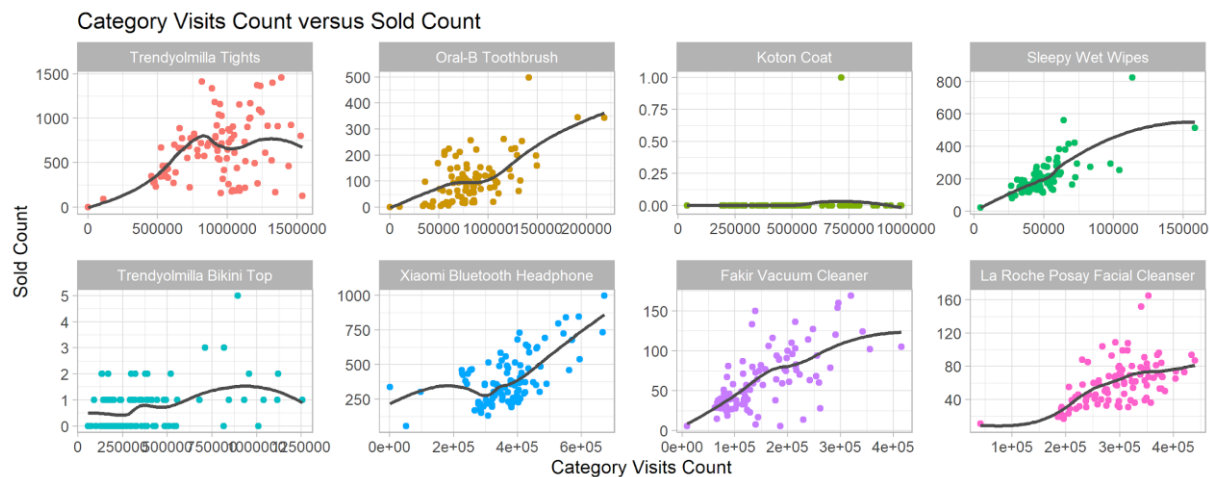 Category Visits Count versus Sold Count
Trendyolmilla Tights
1500
1000
500
0
0 500000 1000000 1500000
Oral-B Toothbrush
500
400
300
200
100
0
0 50000 100000 150000 200000
Koton Coat
1.00
0.75
0.50
0.25
0.00
0 250000 500000 750000 1000000
Sleepy Wet Wipes
800
600
400
200
0
0 50000 100000 150000
Sold Count
Trendyolmilla Bikini Top
5
4
3
2
1
0
0 250000 500000 750000 1000000 1250000
Xiaomi Bluetooth Headphone
1000
750
500
250
0e+00 2e+05 4e+05 6e+05
Fakir Vacuum Cleaner
150
100
50
0
0e+00 1e+05 2e+05 3e+05 4e+05
La Roche Posay Facial Cleanser
160
120
80
40
1e+05 2e+05 3e+05 4e+05
Category Visits Count